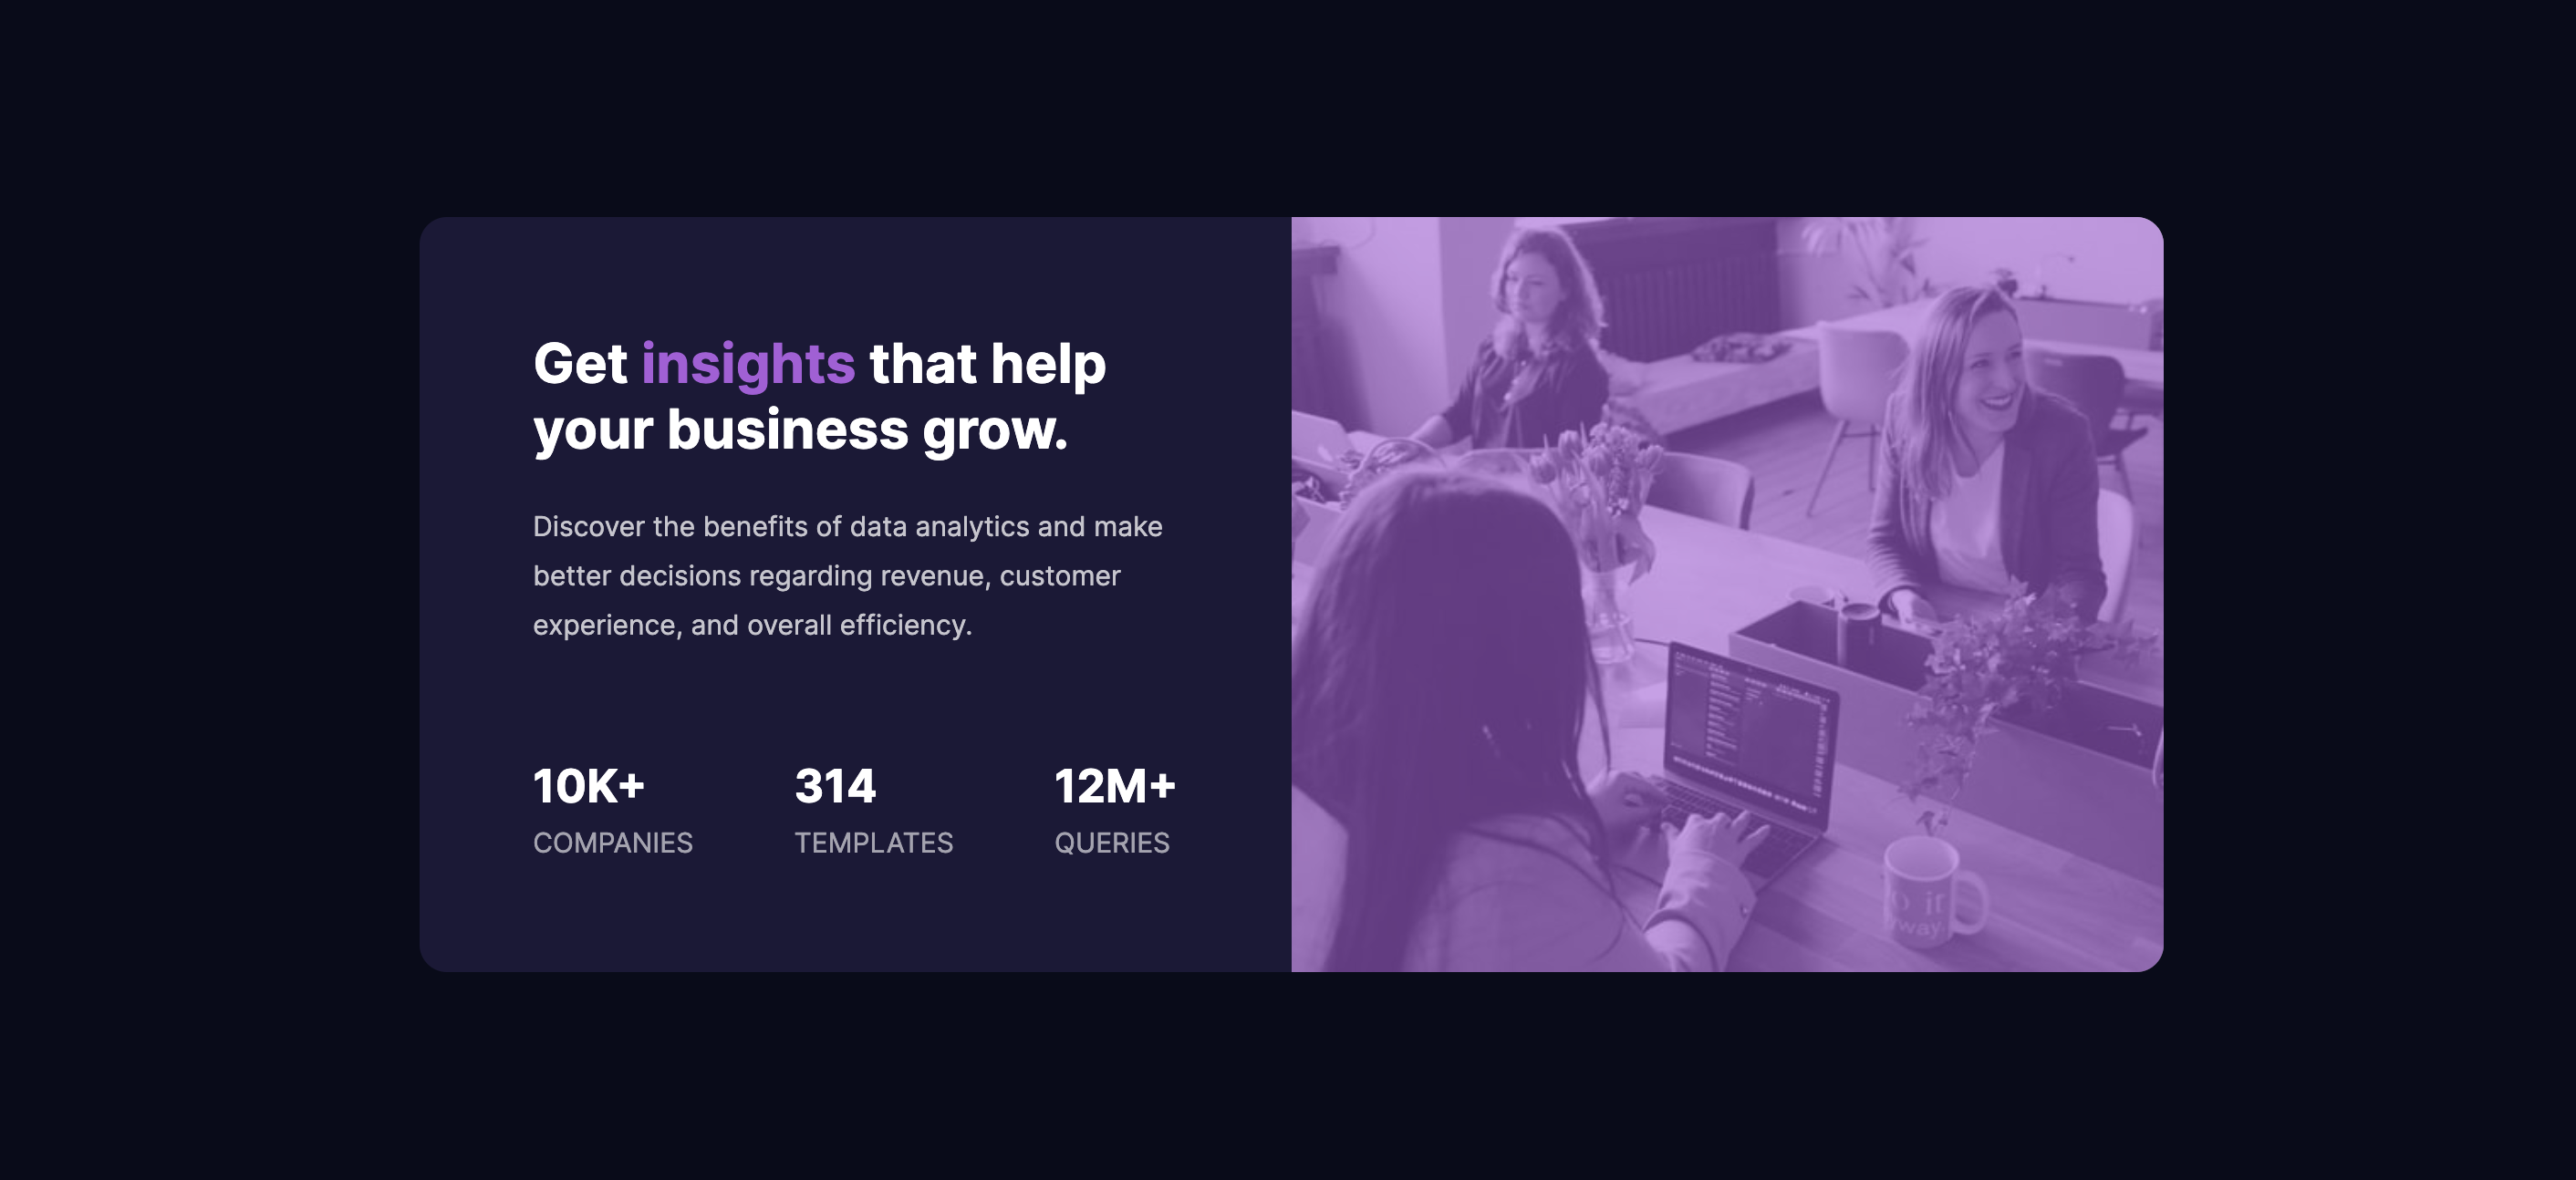 Get insights that help
your business grow.
Discover the benefits of data analytics and make
better decisions regarding revenue, customer
experience, and overall efficiency.
10K+
314
12M+
COMPANIES
TEMPLATES
QUERIES